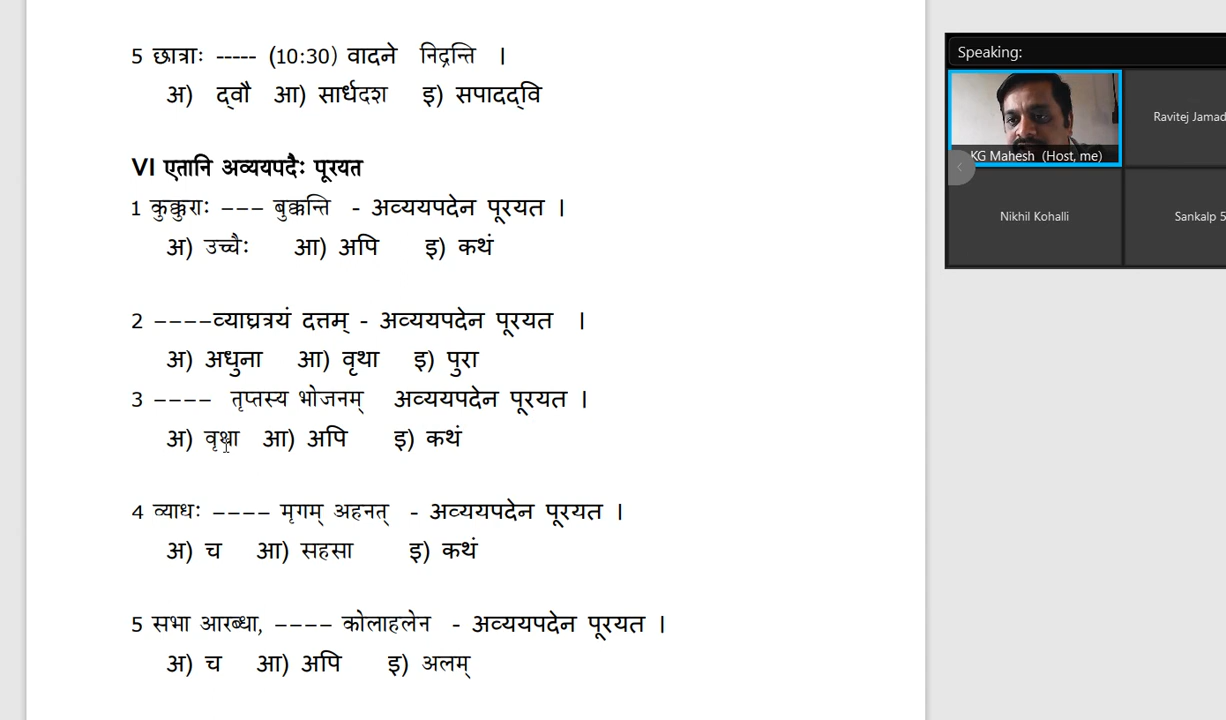 5 छात्राः ----- (10:30) वादने निद्रन्ति ।
अ) द्वौ आ) सार्धदश इ) सपादद्वि
VI एतानि अव्ययपदैः पूरयत
1 कुक्कुराः ––– बुक्कन्ति - अव्ययपदेन पूरयत ।
अ) उच्चैः आ) अपि इ) कथं
2 ––––व्याघ्रत्रयं दत्तम् - अव्ययपदेन पूरयत ।
अ) अधुना आ) वृथा इ) पुरा
3 –––– तृप्तस्य भोजनम् अव्ययपदेन पूरयत ।
अ) वृथा आ) अपि इ) कथं
4 व्याधः –––– मृगम् अहनत् - अव्ययपदेन पूरयत ।
अ) च आ) सहसा इ) कथं
5 सभा आरब्धा, –––– कोलाहलेन - अव्ययपदेन पूरयत ।
अ) च आ) अपि इ) अलम्
Speaking:
KG Mahesh (Host, me)
Ravitej Jamad
Nikhil Kohalli
Sankalp 5